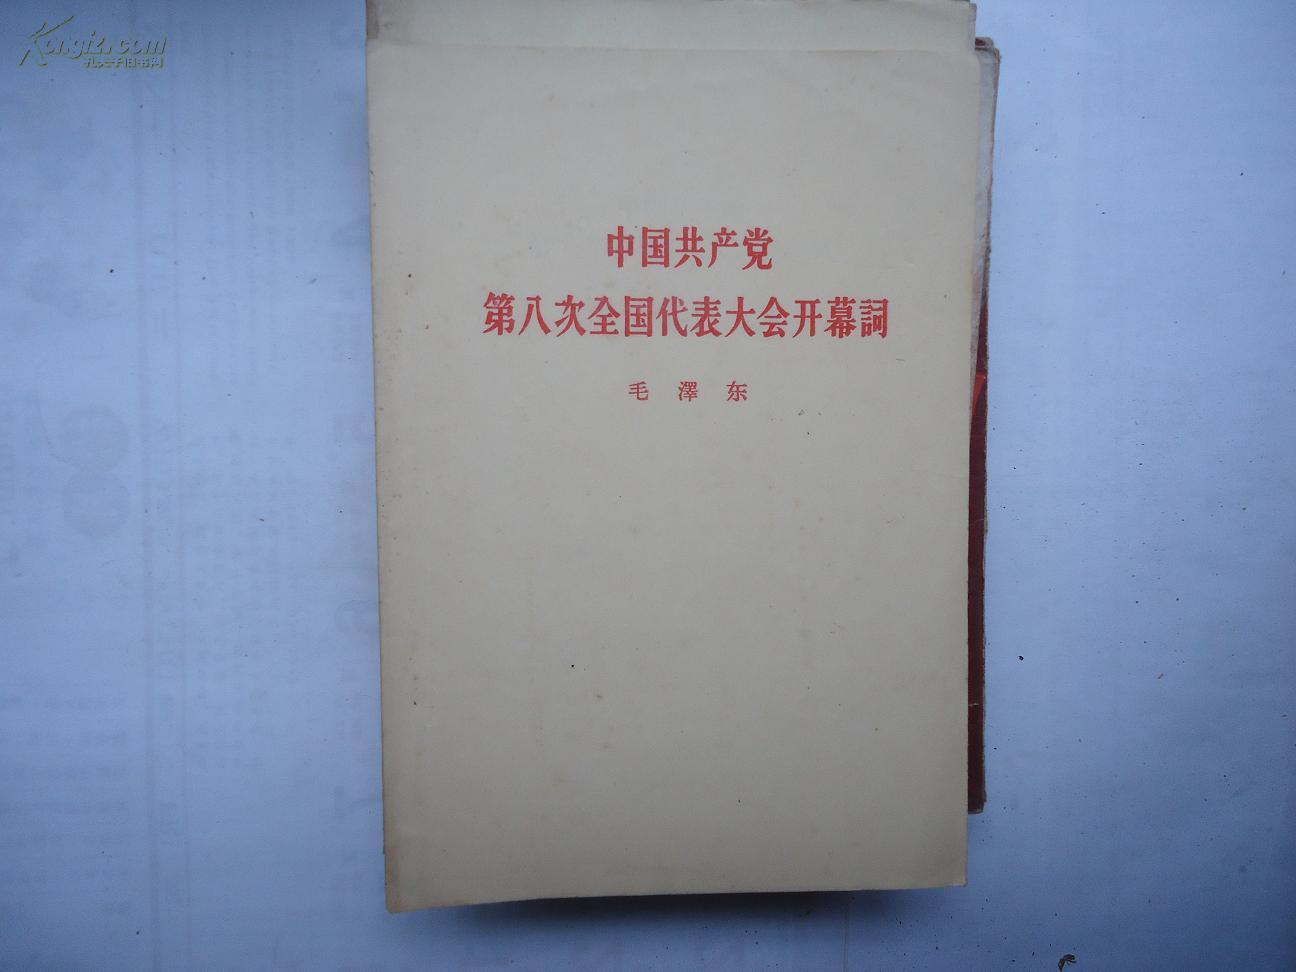 Kongfz.com
孔夫子旧书网
中国共产党
第八次全国代表大会开幕詞
毛澤东